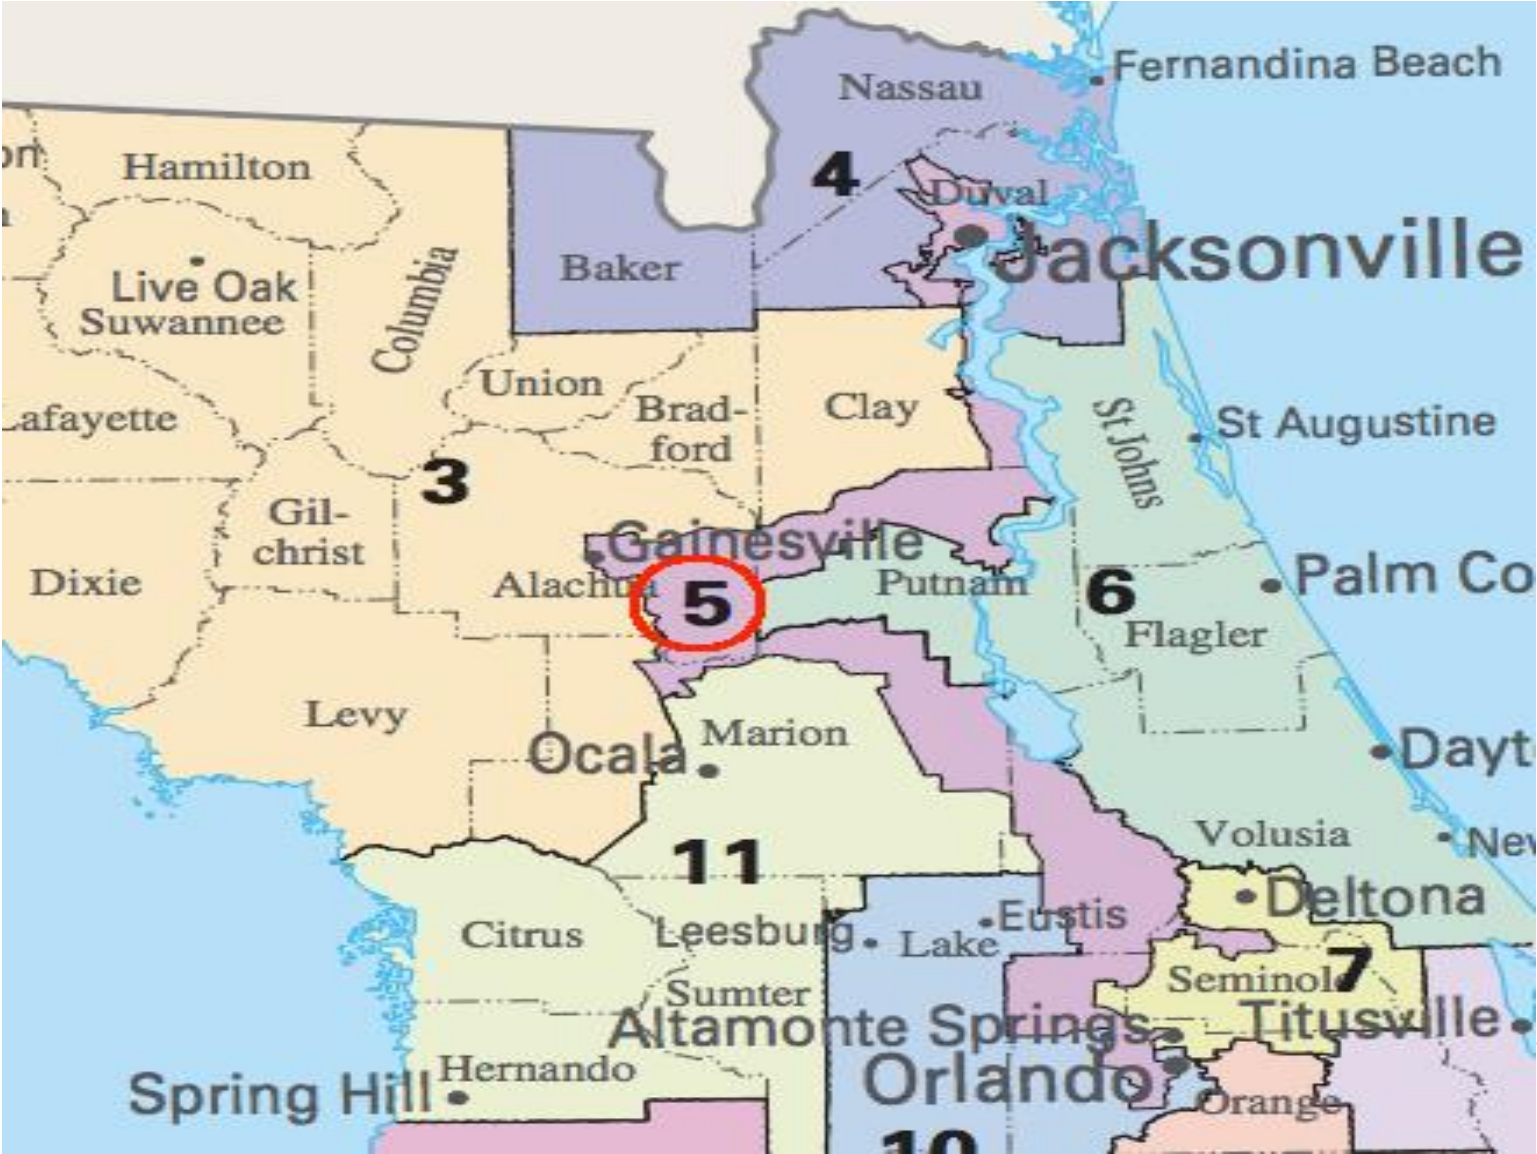 Fernandina Beach
Nassau
on
Hamilton
4
Duval
Jacksonville
Baker
Columbia
Live Oak
Suwannee
Union
Brad-
ford
Clay
Lafayette
St Johns
St Augustine
3
Gil-
christ
Gainesville
Dixie
Alachua
5
Putnam
6
Palm Co
Flagler
Levy
Ocala
Marion
Dayt
Volusia
New
11
Deltona
Eustis
Citrus
Leesburg
Lake
7
Seminole
Sumter
Altamonte Springs
Titusville
Hernando
Spring Hill
Orlando
Orange
10